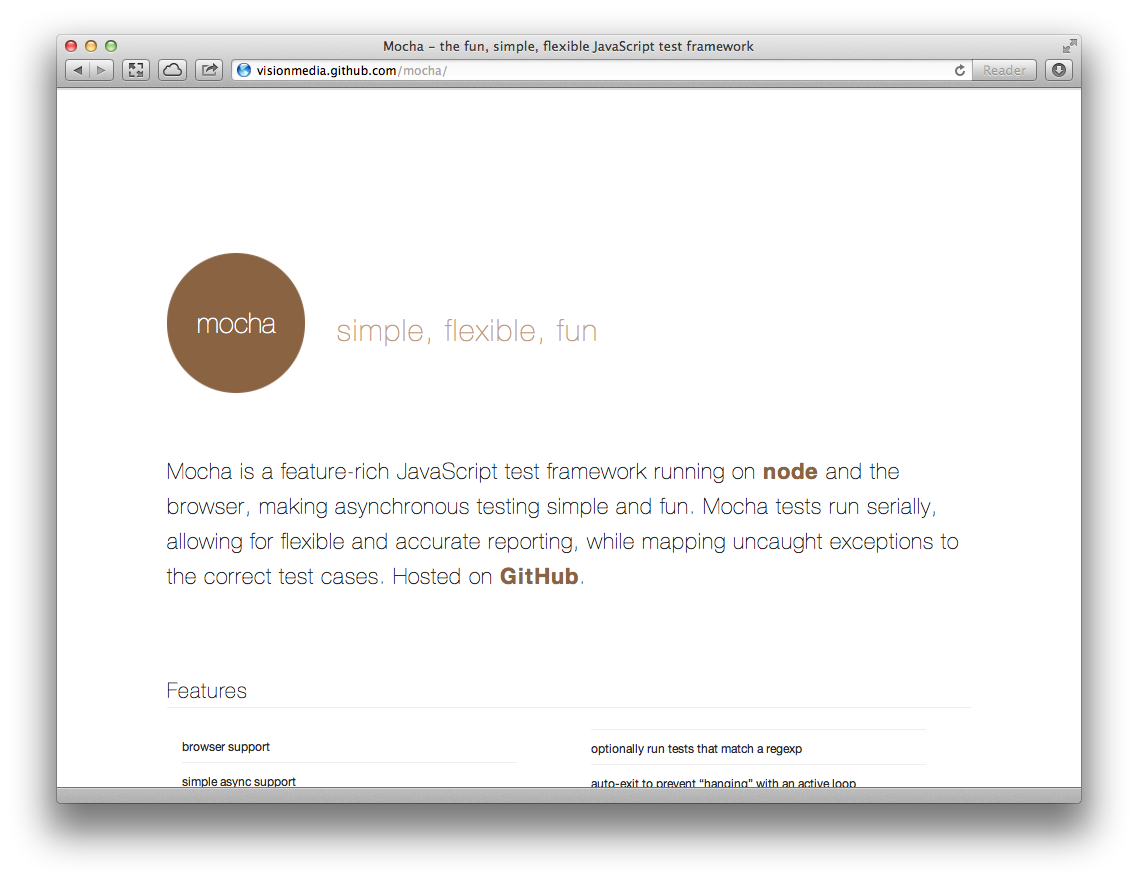 Mocha – the fun, simple, flexible JavaScript test framework
visionmedia.github.com/mocha/
Reader
mocha
simple, flexible, fun
Mocha is a feature-rich JavaScript test framework running on node and the
browser, making asynchronous testing simple and fun. Mocha tests run serially,
allowing for flexible and accurate reporting, while mapping uncaught exceptions to
the correct test cases. Hosted on GitHub.
Features
browser support
simple async support
optionally run tests that match a regexp
auto-exit to prevent “hanging” with an active loop